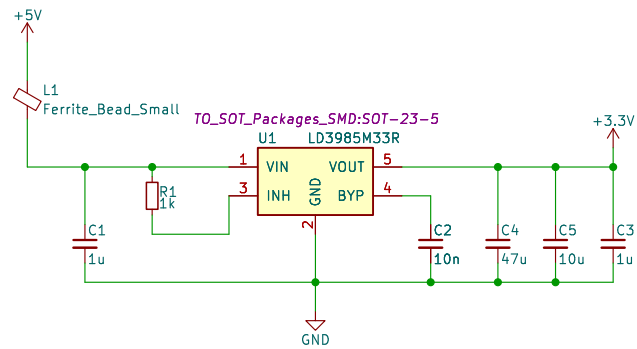 +5V
L1
Ferrite_Bead_Small
TO_SOT_Packages_SMD:SOT-23-5
U1 LD3985M33R
+3.3V
1 VIN VOUT 5
3 INH GND BYP 4
R1
1k
2
C1
1u
C2
10n
C4
47u
C5
10u
C3
1u
GND